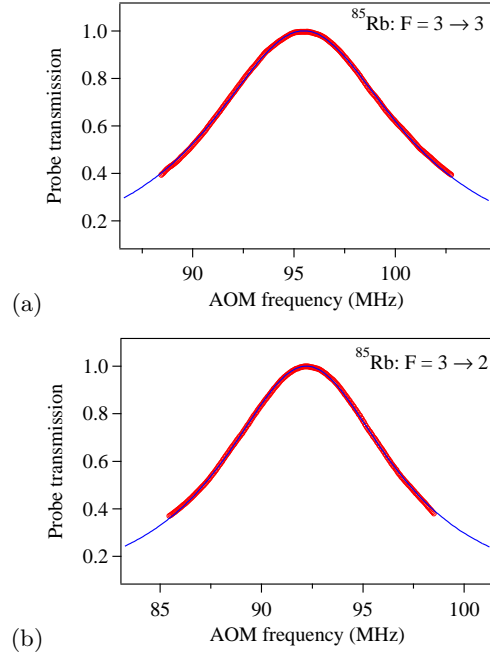 ⁸⁵Rb: F = 3 → 3
1.0
0.8
0.6
0.4
0.2
Probe transmission
90
95
100
AOM frequency (MHz)
(a)
⁸⁵Rb: F = 3 → 2
1.0
0.8
0.6
0.4
0.2
Probe transmission
85
90
95
100
AOM frequency (MHz)
(b)